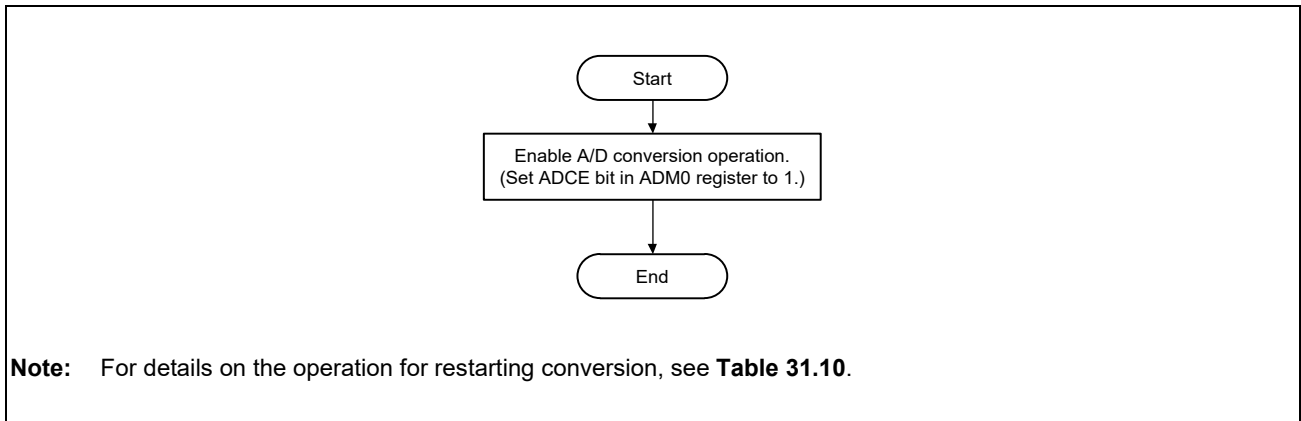 Start
Enable A/D conversion operation.
(Set ADCE bit in ADM0 register to 1.)
End
Note: For details on the operation for restarting conversion, see Table 31.10.